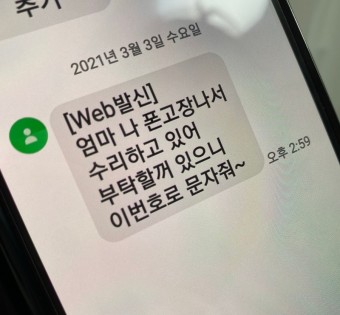 추가
2021년 3월 3일 수요일
[Web발신]
엄마 나 폰고장나서
수리하고 있어
부탁할꺼 있으니
이번호로 문자줘~
오후 2:59